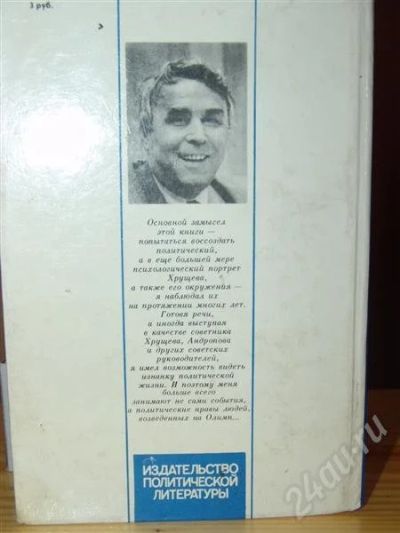 3 руб.
Основной замысел
этой книги —
попытаться воссоздать
политический,
а в еще большей мере
психологический портрет
Хрущева,
а также его окружения —
я наблюдал их
на протяжении многих лет.
Готовя речи,
а иногда выступая
в качестве советника
Хрущева, Андропова
и других советских
руководителей,
я имел возможность видеть
изнанку политической
жизни. И поэтому меня
больше всего
занимают не сами события,
а политические нравы людей,
возведенных на Олимп...
ИЗДАТЕЛЬСТВО
ПОЛИТИЧЕСКОЙ
ЛИТЕРАТУРЫ
24au.ru